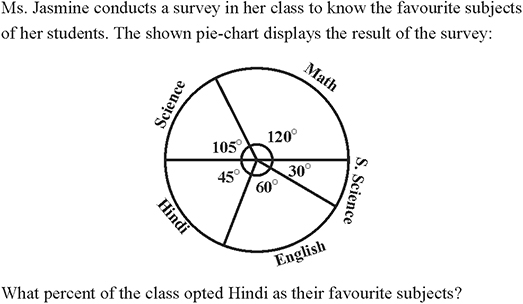 Ms. Jasmine conducts a survey in her class to know the favourite subjects
of her students. The shown pie-chart displays the result of the survey:
Math
Science
120°
105°
S. Science
30°
45°
60°
Hindi
English
What percent of the class opted Hindi as their favourite subjects?